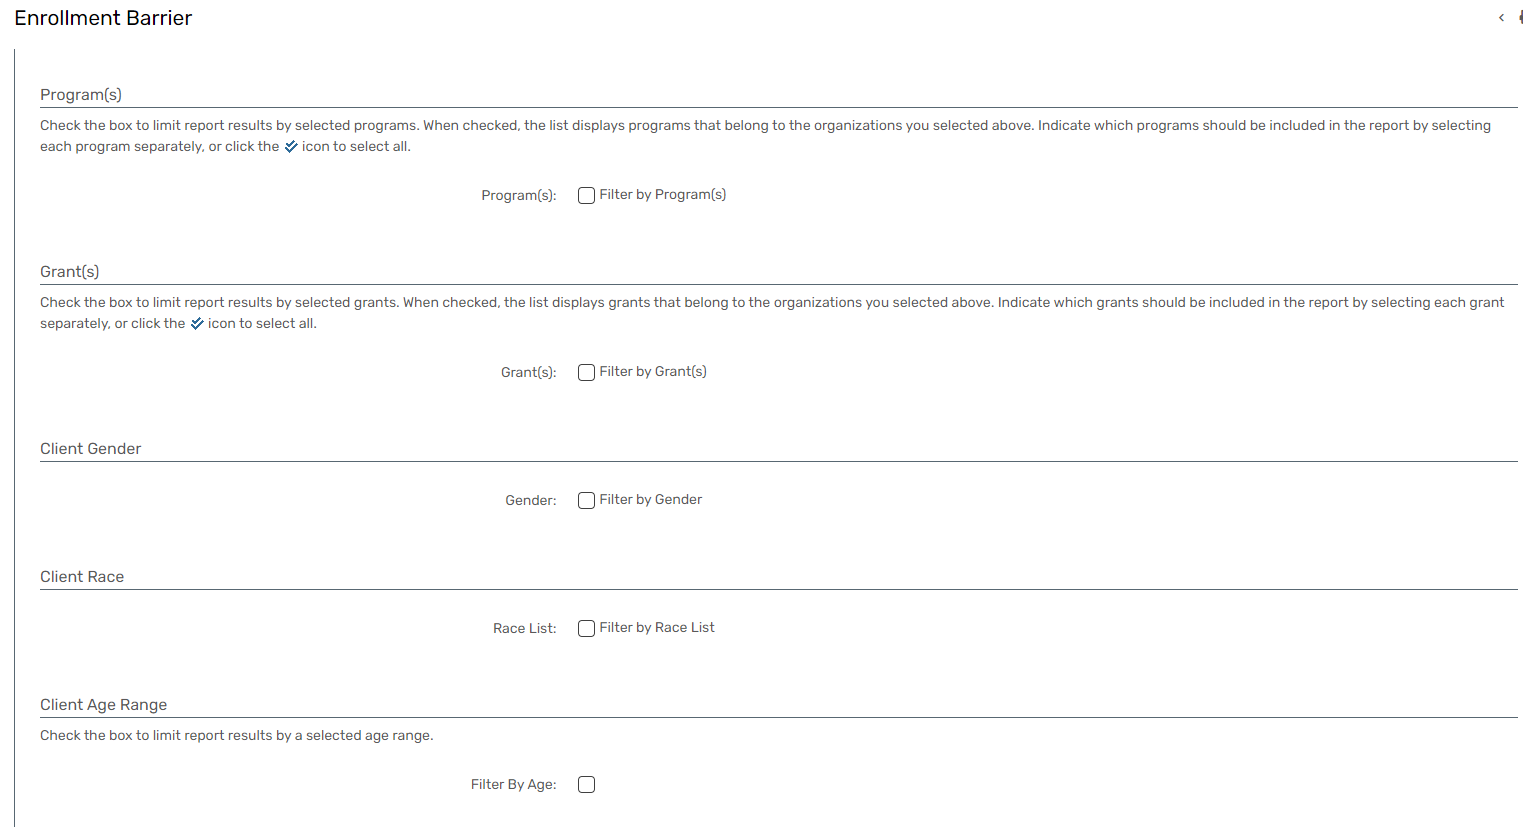 Enrollment Barrier
Program(s)
Check the box to limit report results by selected programs. When checked, the list displays programs that belong to the organizations you selected above. Indicate which programs should be included in the report by selecting
each program separately, or click the icon to select all.
Program(s): Filter by Program(s)
Grant(s)
Check the box to limit report results by selected grants. When checked, the list displays grants that belong to the organizations you selected above. Indicate which grants should be included in the report by selecting each grant
separately, or click the icon to select all.
Grant(s): Filter by Grant(s)
Client Gender
Gender: Filter by Gender
Client Race
Race List: Filter by Race List
Client Age Range
Check the box to limit report results by a selected age range.
Filter By Age: